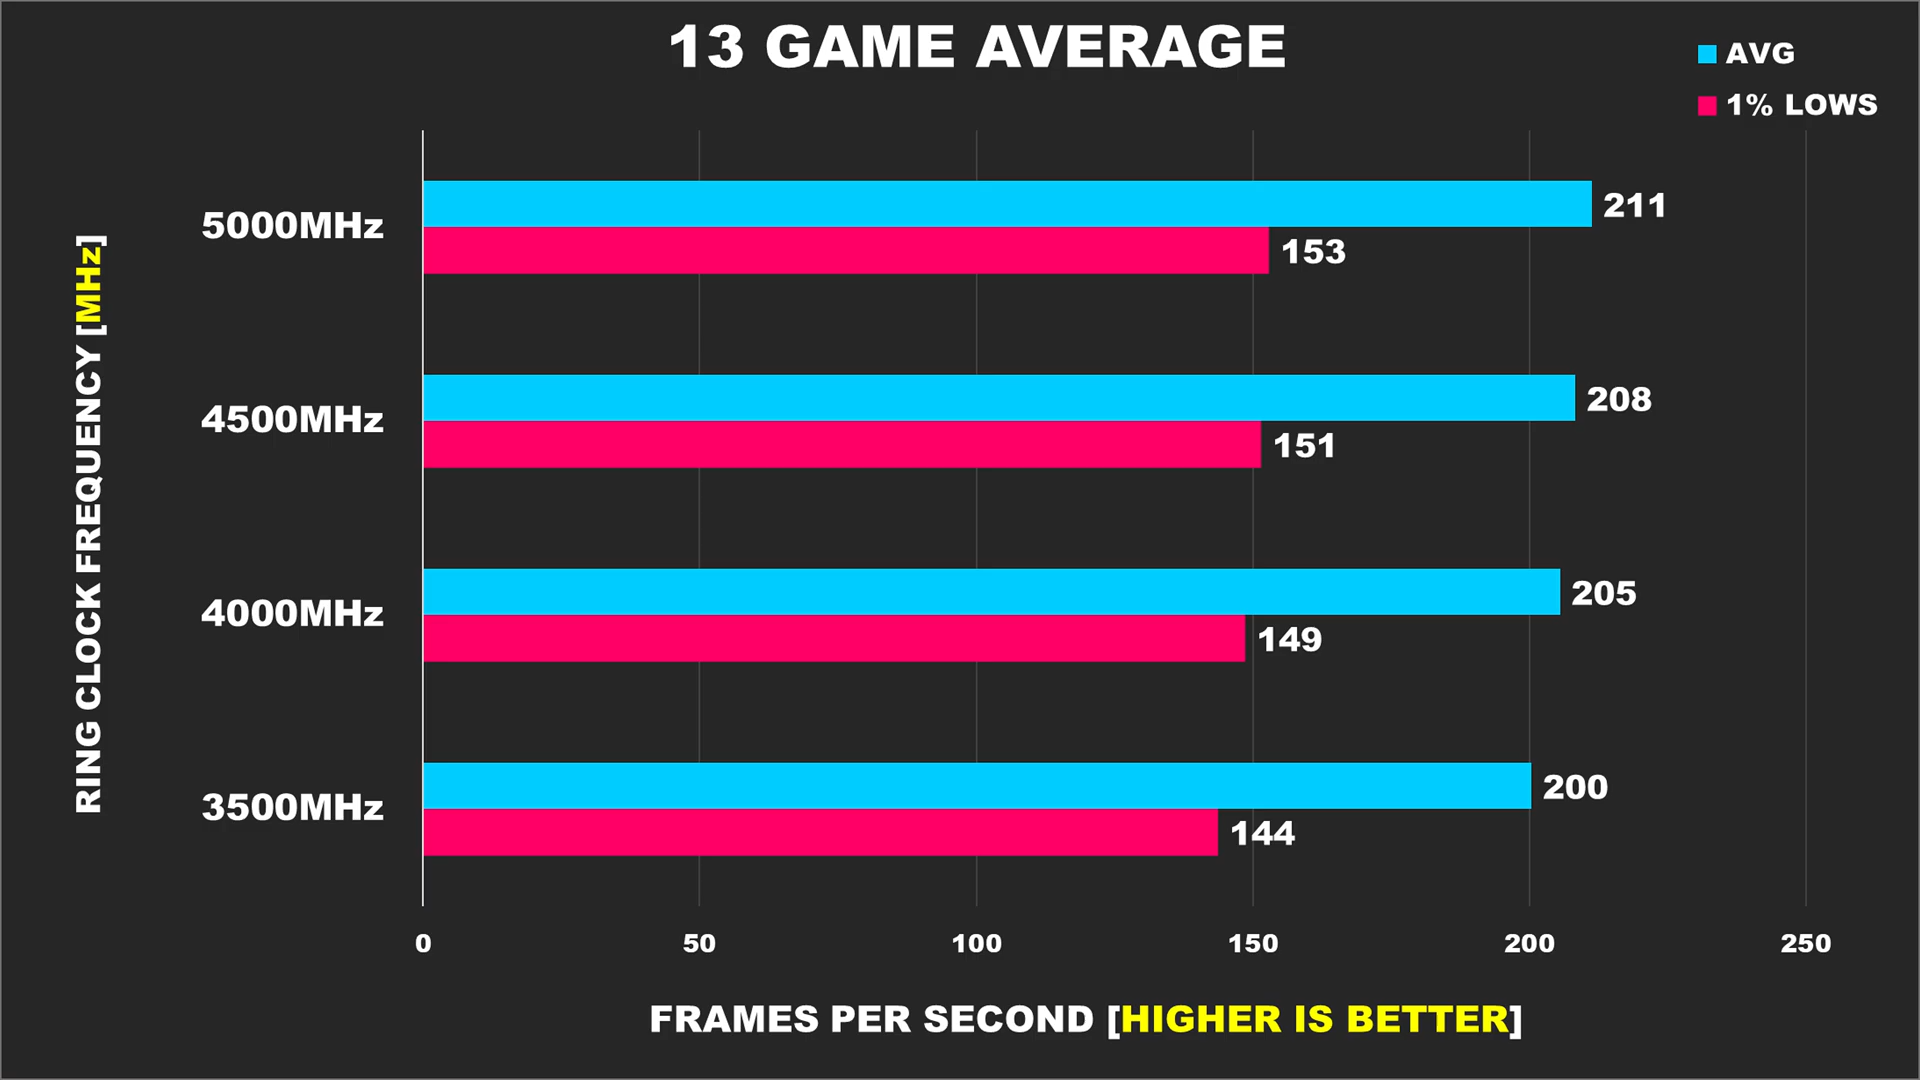 13 GAME AVERAGE
AVG
1% LOWS
RING CLOCK FREQUENCY [MHz]
5000MHz
211
153
4500MHz
208
151
4000MHz
205
149
3500MHz
200
144
0 50 100 150 200 250
FRAMES PER SECOND [HIGHER IS BETTER]